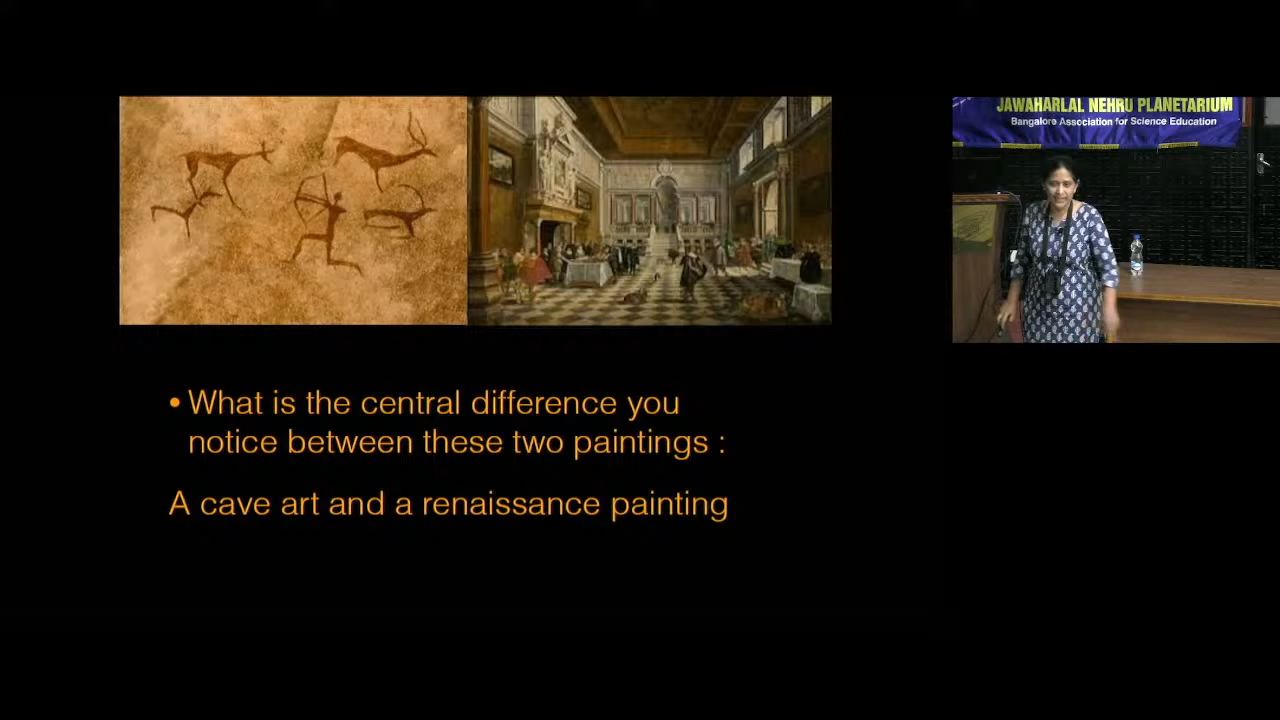 • What is the central difference you
notice between these two paintings :
A cave art and a renaissance painting
JAWAHARLAL NEHRU PLANETARIUM
Bangalore Association for Science Education